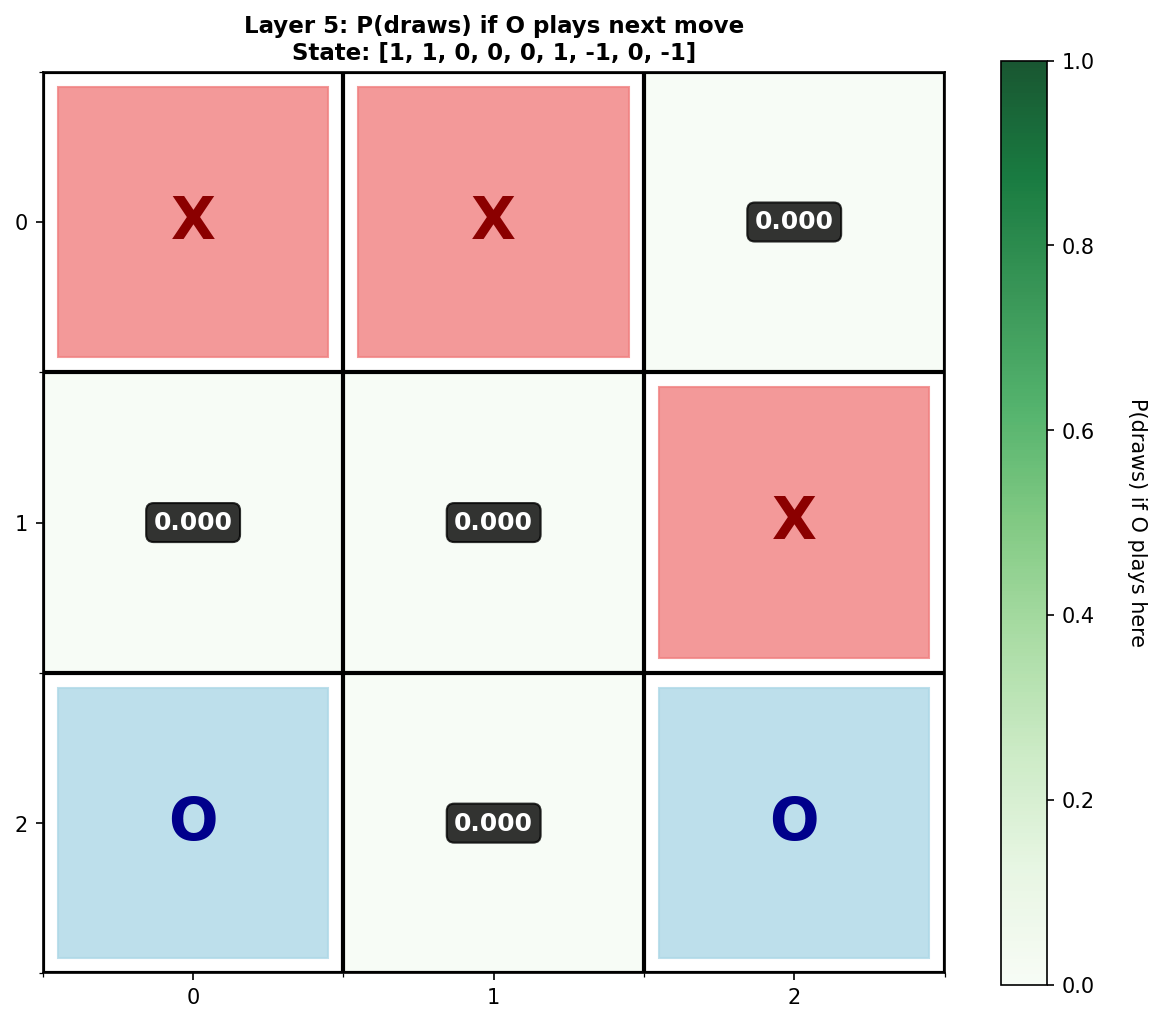 Layer 5: P(draws) if O plays next move
State: [1, 1, 0, 0, 0, 1, -1, 0, -1]
0
X
X
0.000
1
0.000
0.000
X
2
O
0.000
O
0
1
2
1.0
0.8
0.6
0.4
0.2
0.0
P(draws) if O plays here